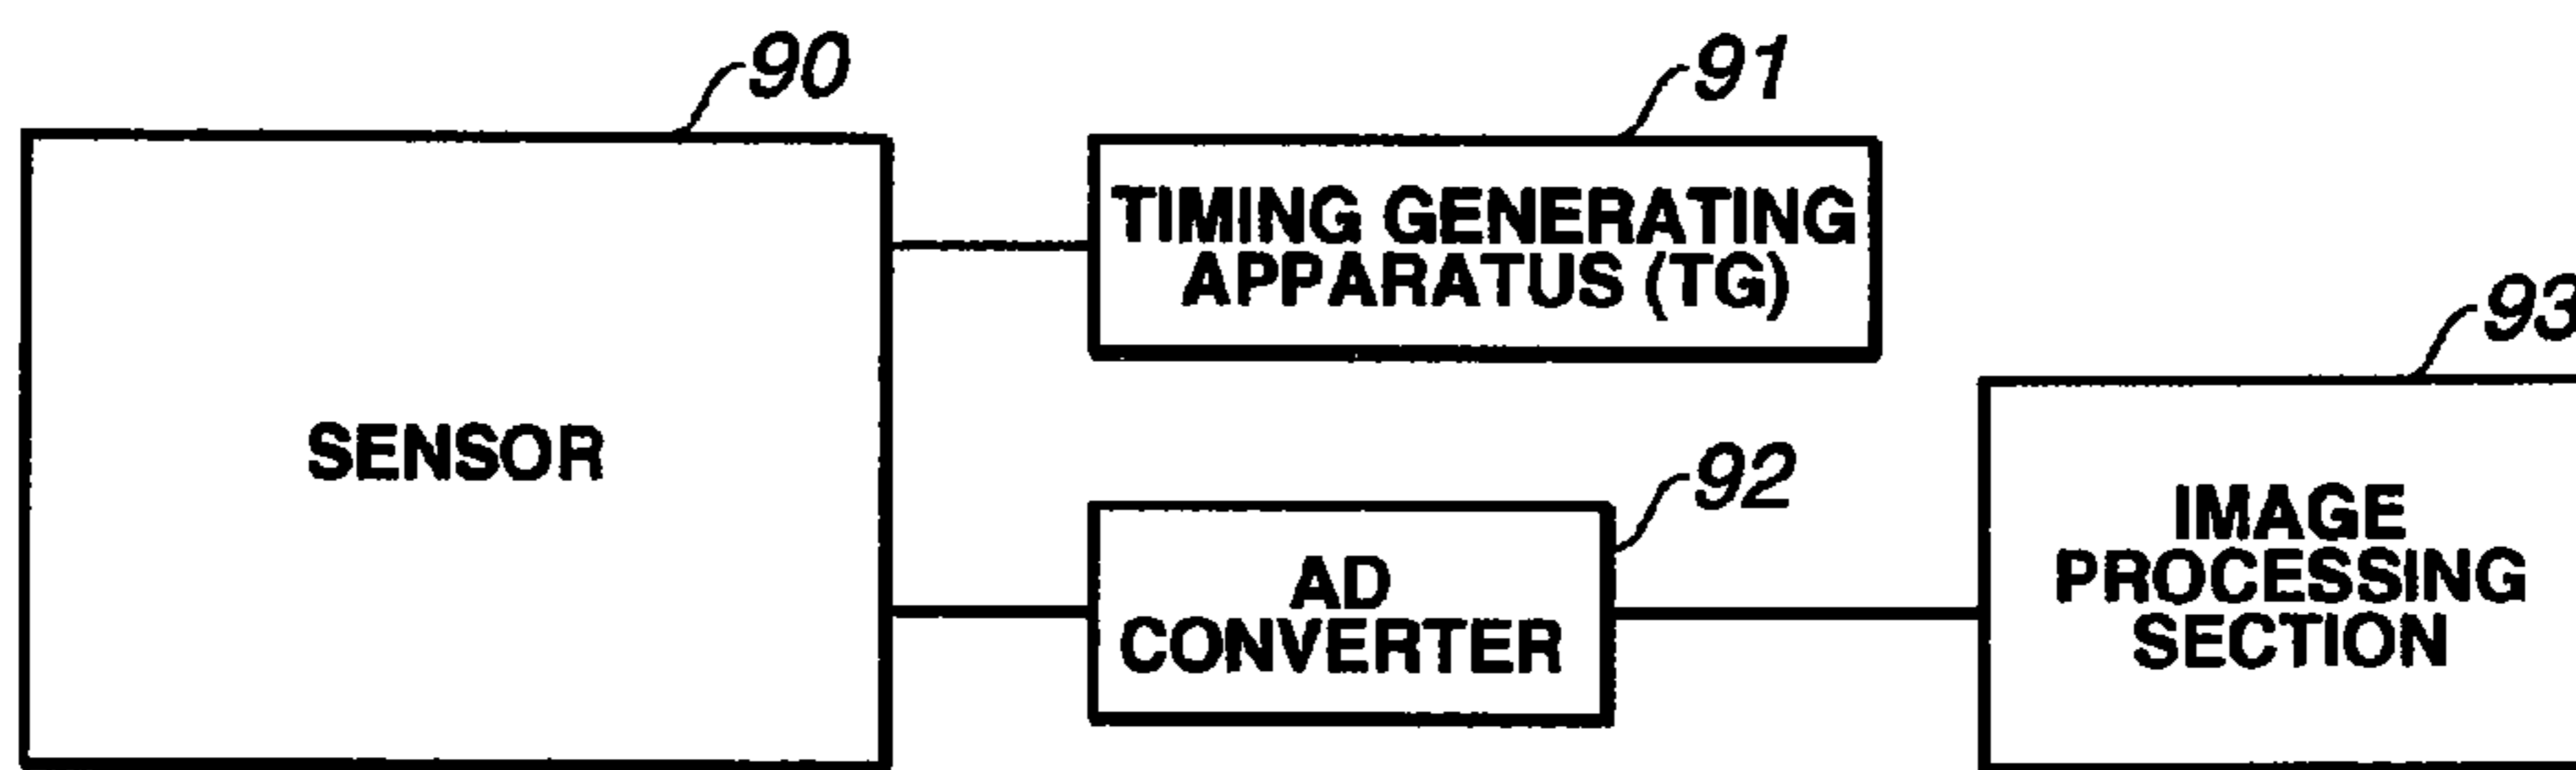 90
91
TIMING GENERATING
APPARATUS (TG)
93
SENSOR
92
AD
CONVERTER
IMAGE
PROCESSING
SECTION